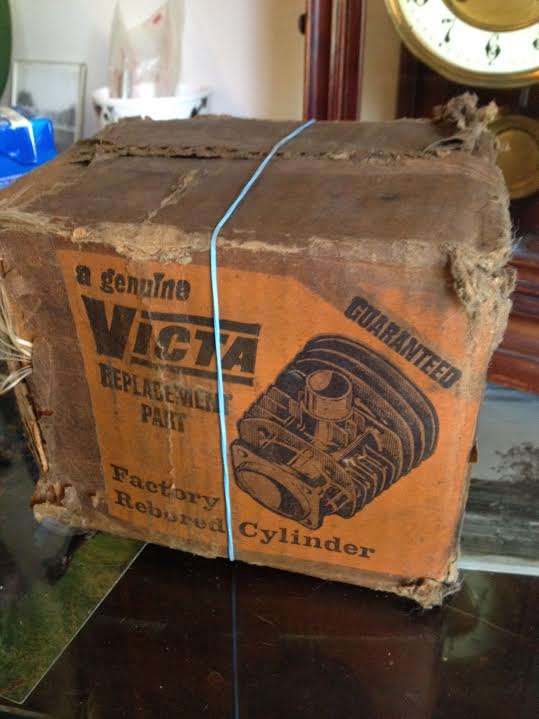 a genuine
VICTA
REPLACEMENT
PART
GUARANTEED
Factory
Rebored Cylinder